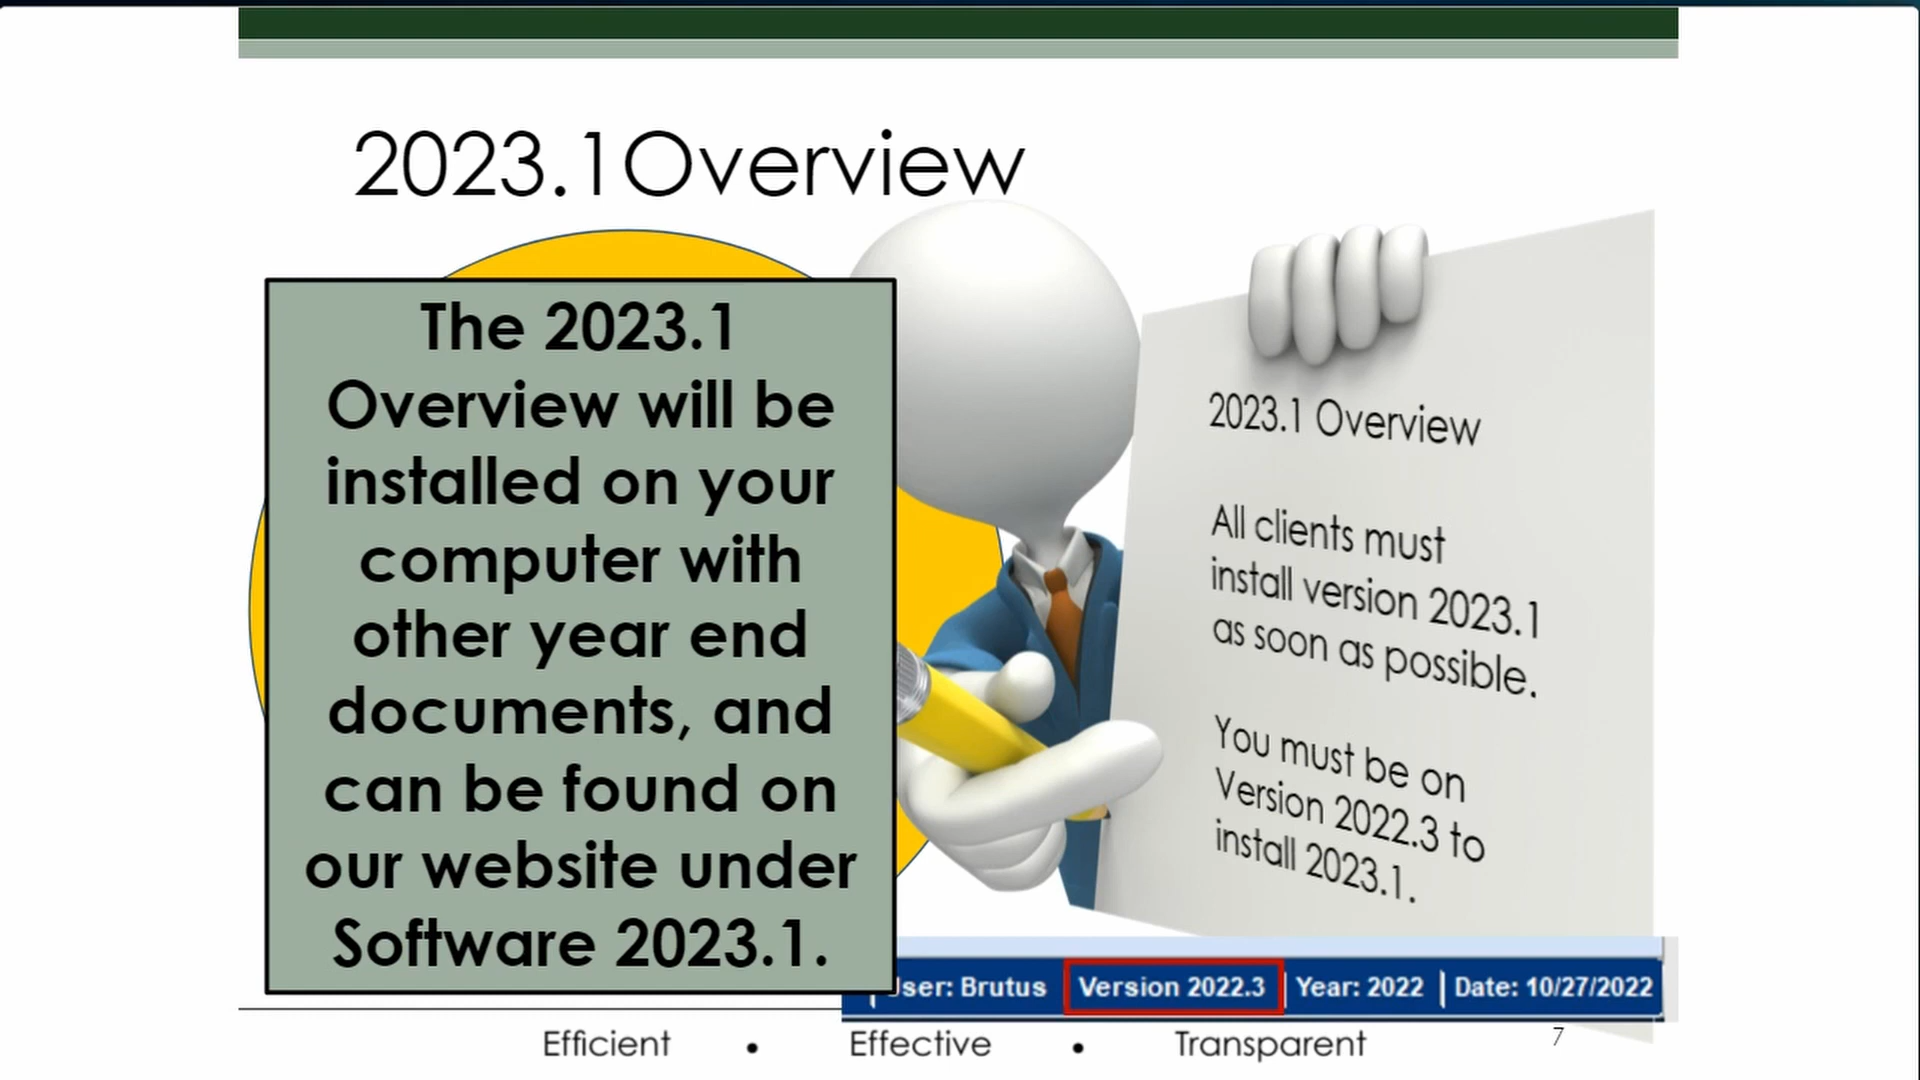 2023.1Overview
The 2023.1
Overview will be
installed on your
computer with
other year end
documents, and
can be found on
our website under
Software 2023.1.
2023.1 Overview
All clients must
install version 2023.1
as soon as possible.
You must be on
Version 2022.3 to
install 2023.1.
User: Brutus | Version 2022.3 | Year: 2022 | Date: 10/27/2022
Efficient • Effective • Transparent
7